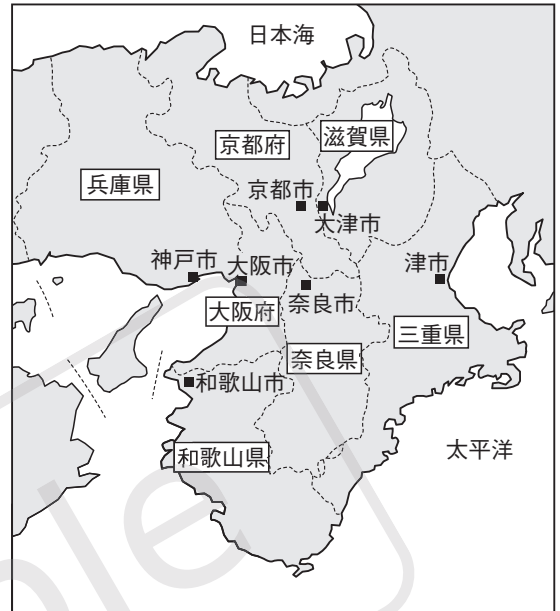 日本海
京都府
滋賀県
兵庫県
京都市
大津市
神戸市
大阪市
津市
奈良市
大阪府
三重県
奈良県
和歌山市
太平洋
和歌山県